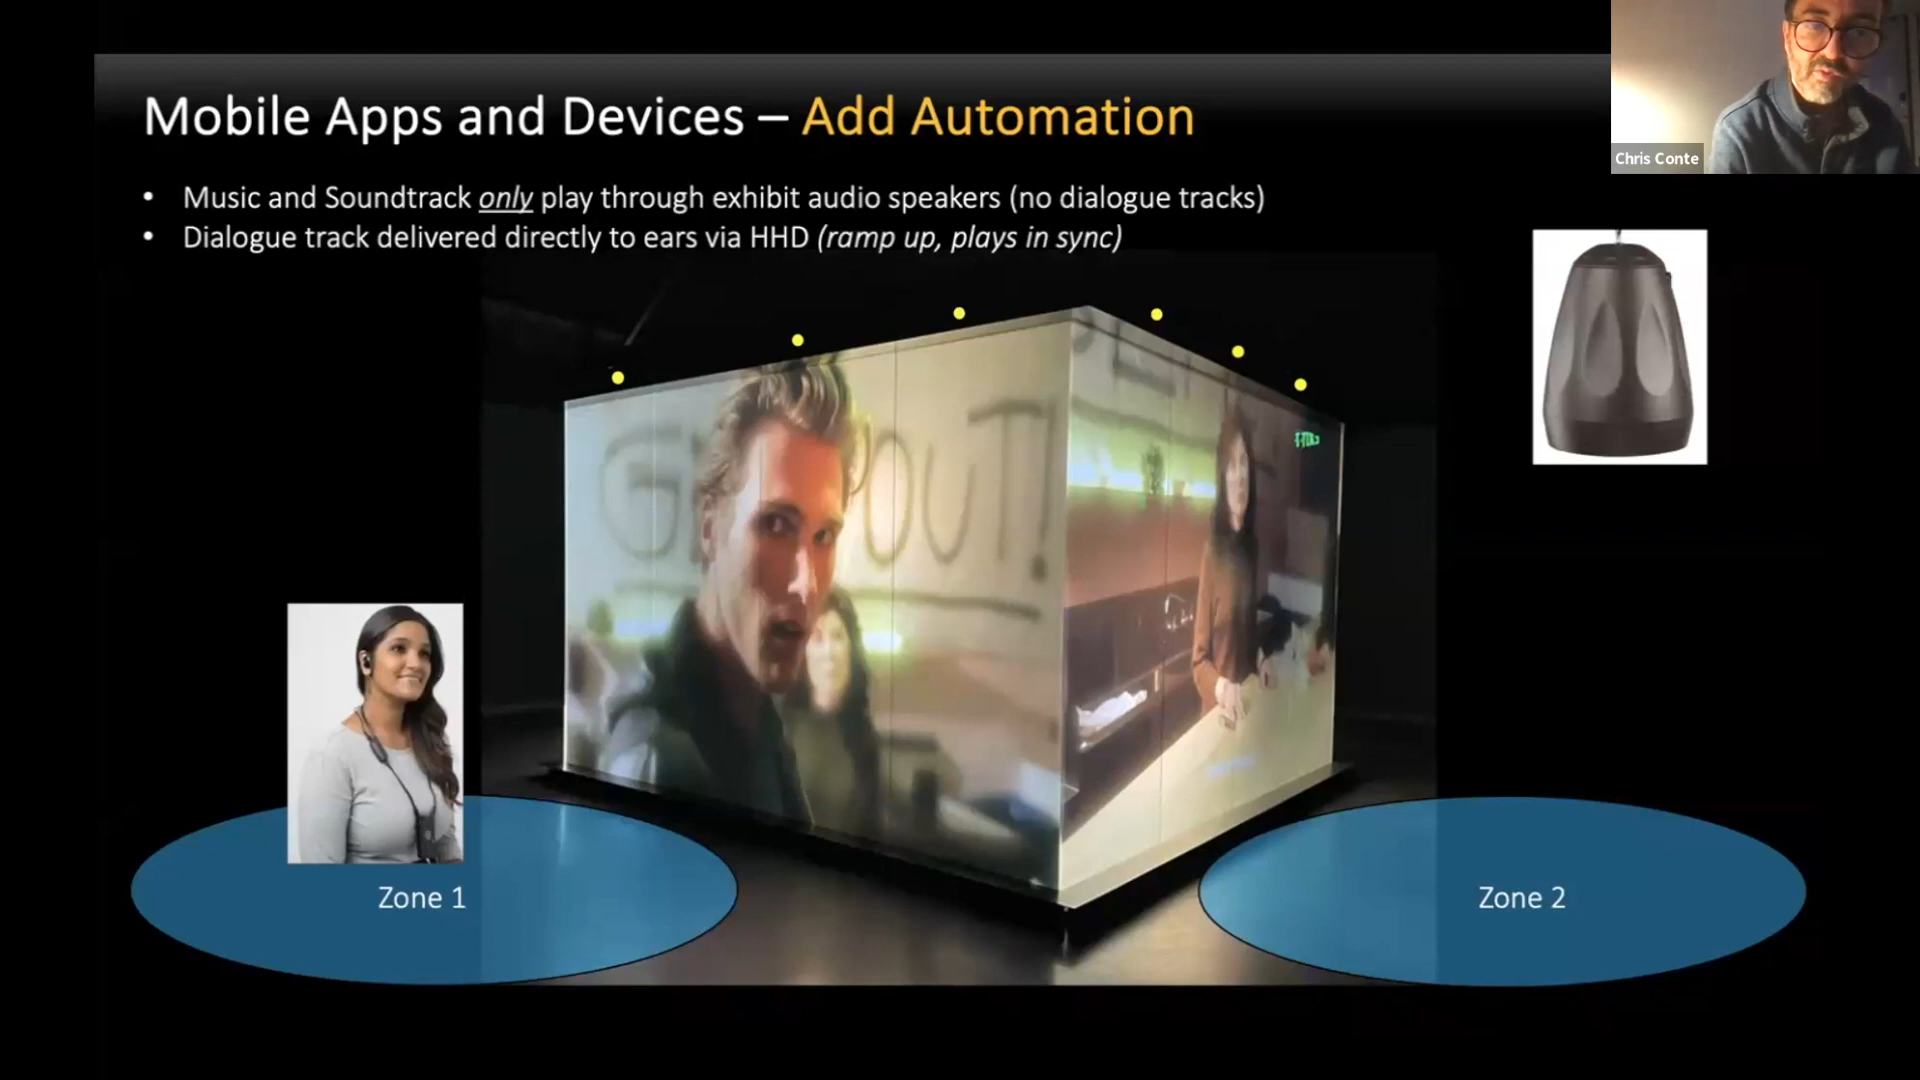 Mobile Apps and Devices – Add Automation
Chris Conte
• Music and Soundtrack only play through exhibit audio speakers (no dialogue tracks)
• Dialogue track delivered directly to ears via HHD (ramp up, plays in sync)
OUT!
Zone 1
Zone 2